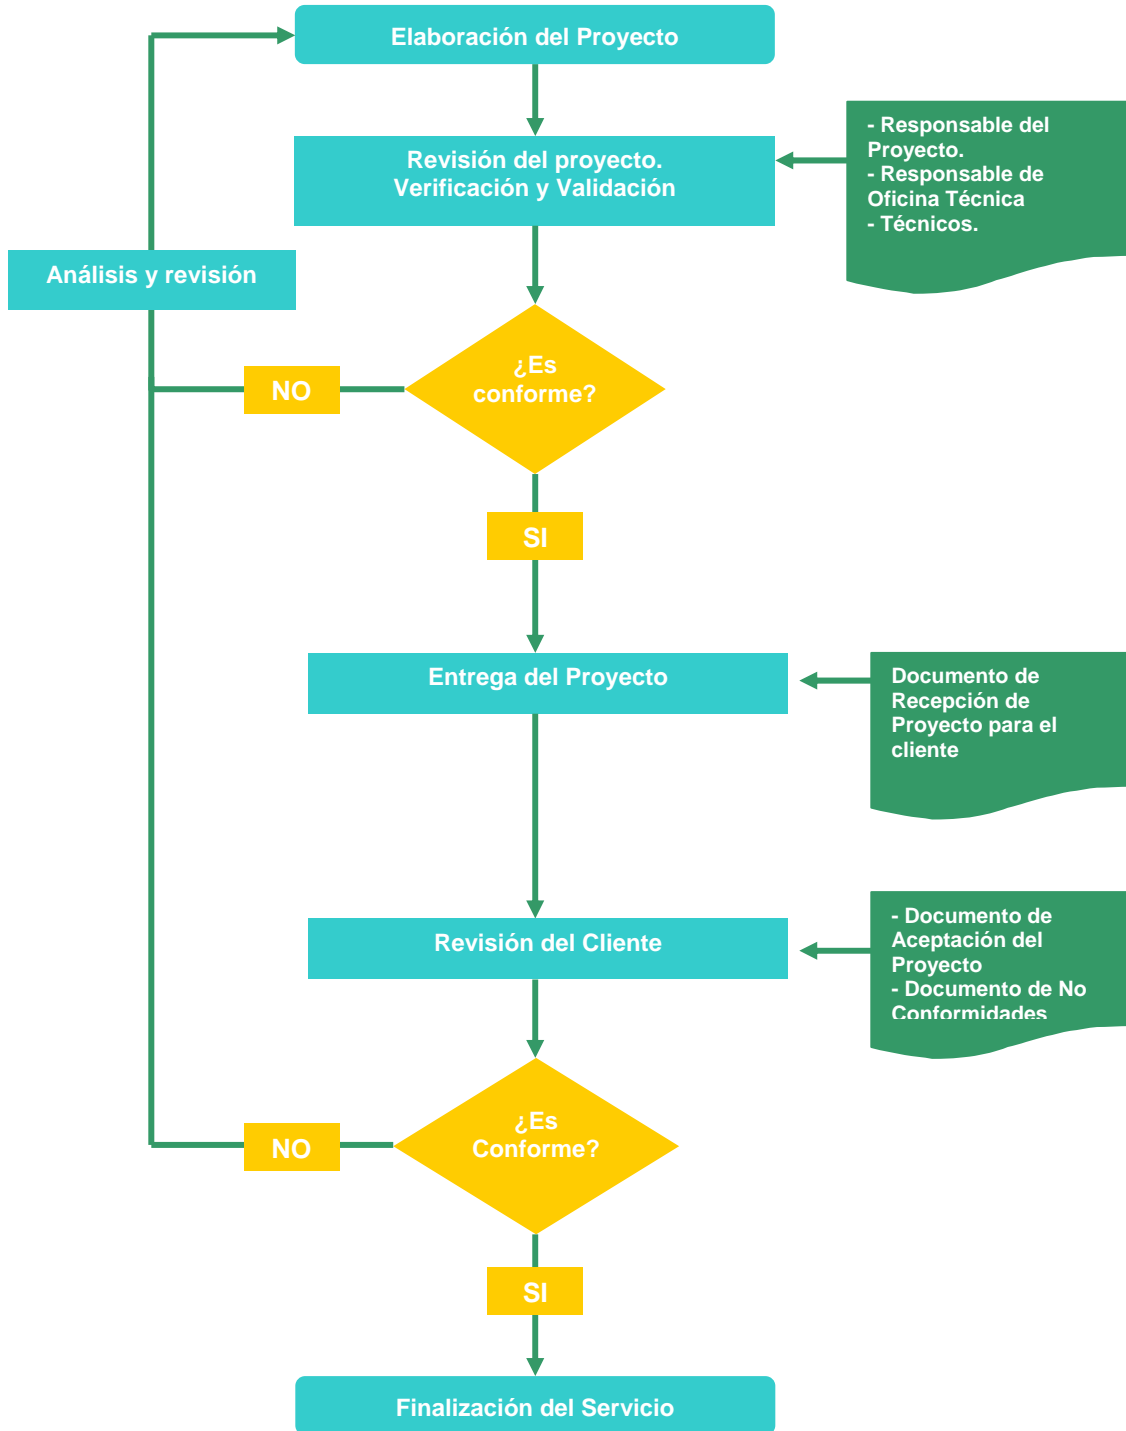 Elaboración del Proyecto
Revisión del proyecto.
Verificación y Validación
- Responsable del
Proyecto.
- Responsable de
Oficina Técnica
- Técnicos.
Análisis y revisión
¿Es
conforme?
NO
SI
Entrega del Proyecto
Documento de
Recepción de
Proyecto para el
cliente
Revisión del Cliente
- Documento de
Aceptación del
Proyecto
- Documento de No
Conformidades
¿Es
Conforme?
NO
SI
Finalización del Servicio